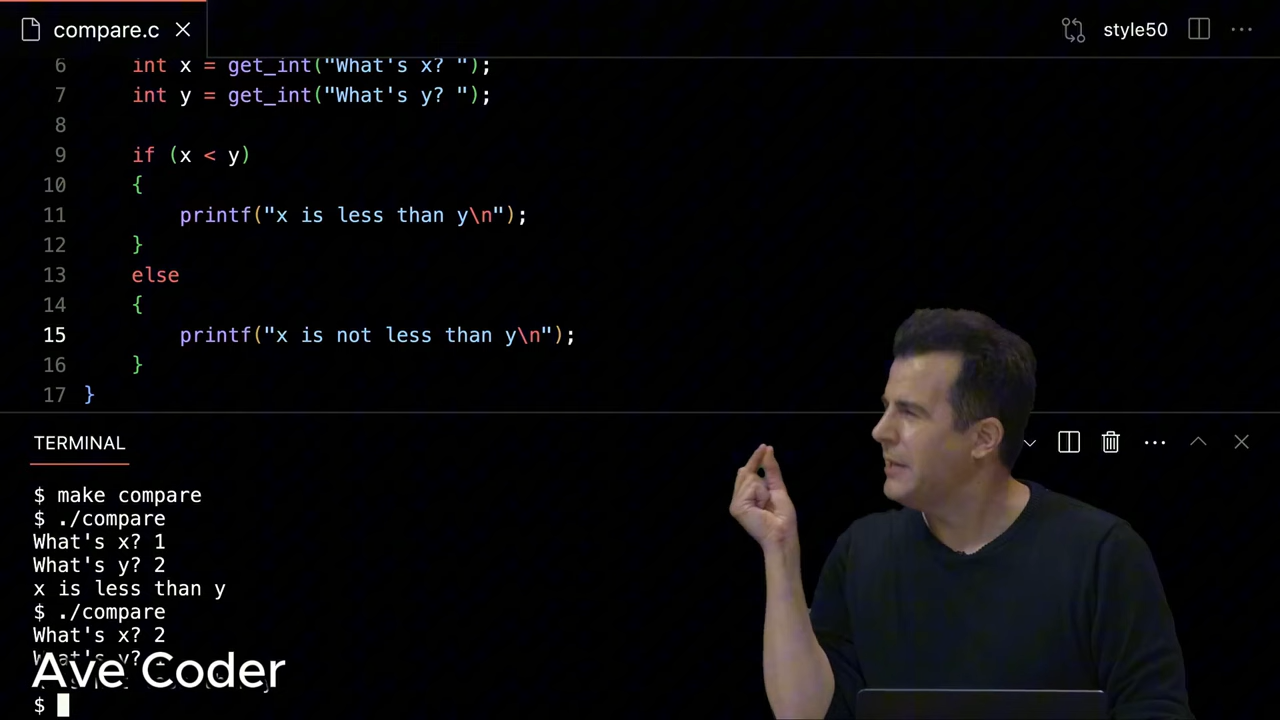 compare.c
style50
6 int x = get_int("What's x? ");
7 int y = get_int("What's y? ");
8
9 if (x < y)
10 {
11 printf("x is less than y\n");
12 }
13 else
14 {
15 printf("x is not less than y\n");
16 }
17 }
TERMINAL
$ make compare
$ ./compare
What's x? 1
What's y? 2
x is less than y
$ ./compare
What's x? 2
What's y?
Ave Coder
$